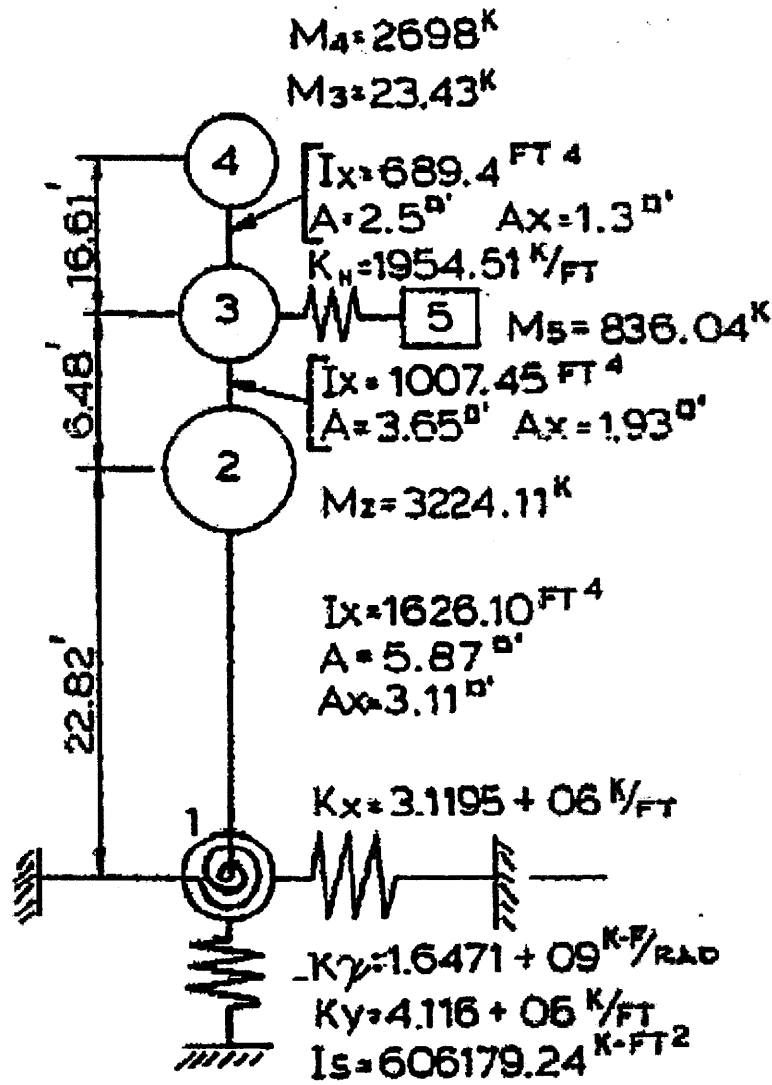 M4=2698K
M3=23.43K
4
Ix=689.4 FT 4
A=2.5□' Ax=1.3□'
16.61'
KH=1954.51K/FT
3
5
M5=836.04K
6.48'
Ix=1007.45 FT 4
A=3.65□' Ax=1.93□'
2
M2=3224.11K
Ix=1626.10 FT 4
A=5.87□'
Ax=3.11□'
22.82'
Kx=3.1195+06 K/FT
1
Kγ=1.6471+09 K-F/RAD
Ky=4.116+06 K/FT
Is=606179.24 K-FT2